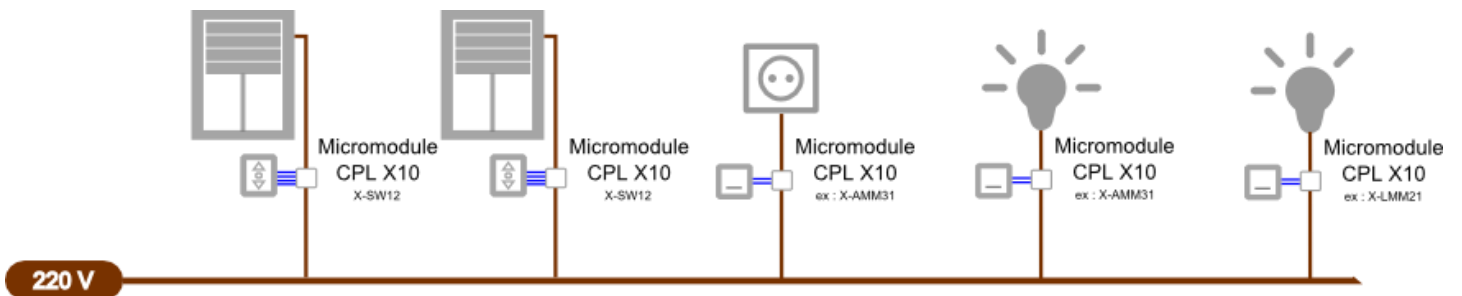 Micromodule
CPL X10
X-SW12
Micromodule
CPL X10
X-SW12
Micromodule
CPL X10
ex : X-AMM31
Micromodule
CPL X10
ex : X-AMM31
Micromodule
CPL X10
ex : X-LMM21
220 V